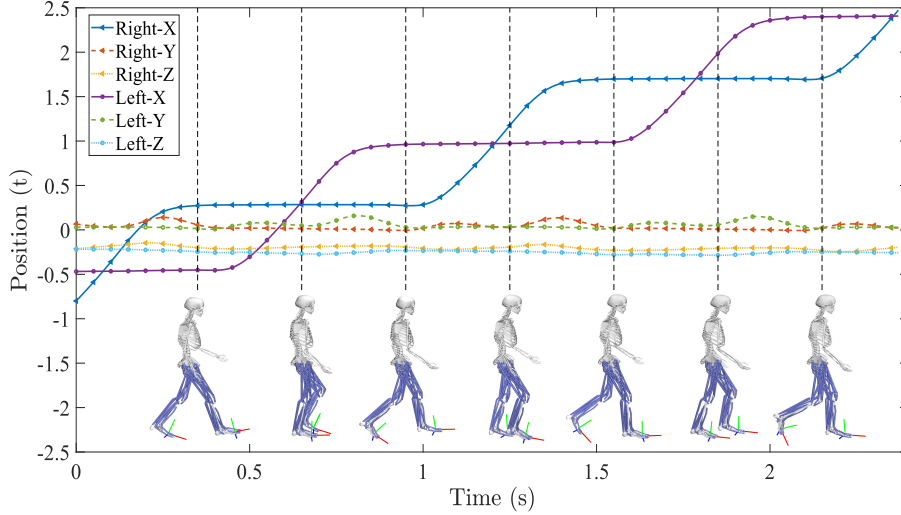 2.5
2
1.5
1
0.5
0
-0.5
-1
-1.5
-2
-2.5
Position (t)
Right-X
Right-Y
Right-Z
Left-X
Left-Y
Left-Z
0 0.5 1 1.5 2
Time (s)